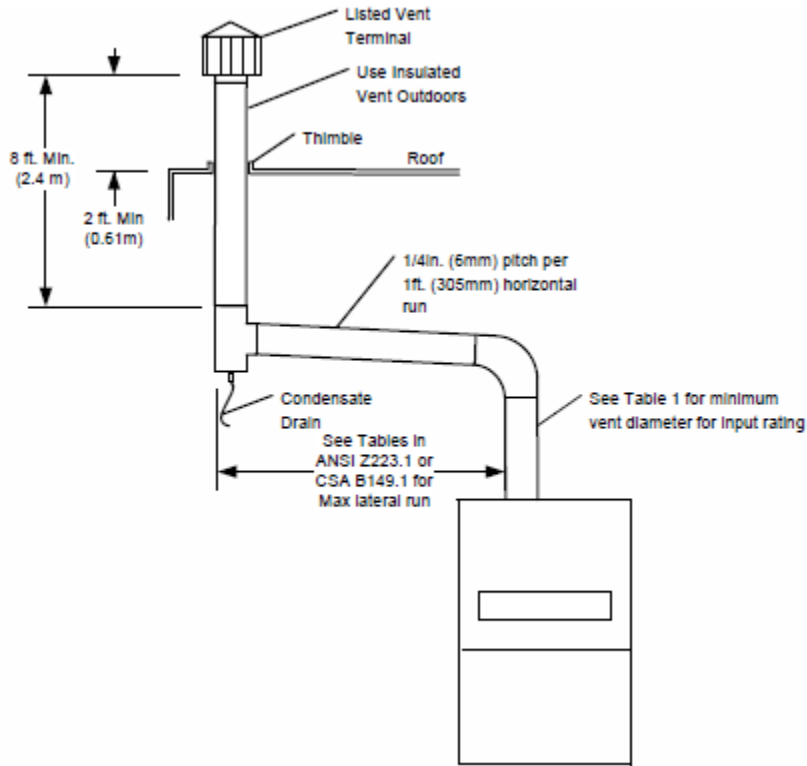 Listed Vent
Terminal
Use Insulated
Vent Outdoors
Thimble
Roof
8 ft. Min.
(2.4 m)
2 ft. Min
(0.61m)
1/4in. (6mm) pitch per
1ft. (305mm) horizontal
run
Condensate
Drain
See Table 1 for minimum
vent diameter for input rating
See Tables in
ANSI Z223.1 or
CSA B149.1 for
Max lateral run